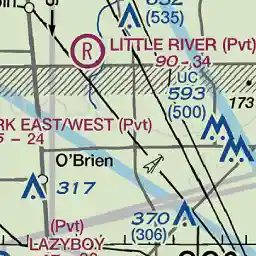 (535)
R
LITTLE RIVER (Pvt)
90-34
UC
593
(500)
173
RK EAST/WEST (Pvt)
- 24
O'Brien
317
(Pvt)
LAZYBOY
370
(306)